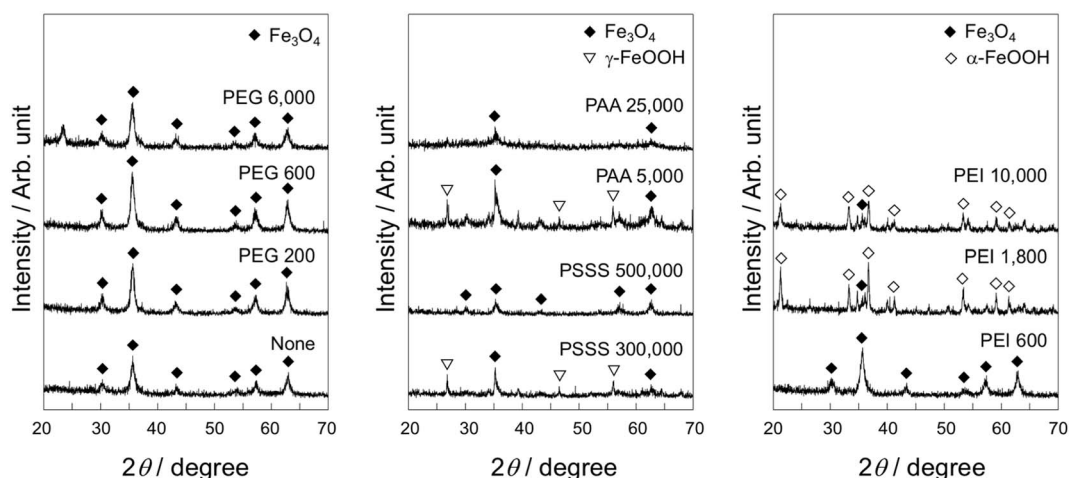 Intensity / Arb. unit
◆ Fe₃O₄
PEG 6,000
PEG 600
PEG 200
None
20 30 40 50 60 70
2θ / degree
Intensity / Arb. unit
◆ Fe₃O₄
▽ γ-FeOOH
PAA 25,000
PAA 5,000
PSSS 500,000
PSSS 300,000
20 30 40 50 60 70
2θ / degree
Intensity / Arb. unit
◆ Fe₃O₄
◇ α-FeOOH
PEI 10,000
PEI 1,800
PEI 600
20 30 40 50 60 70
2θ / degree